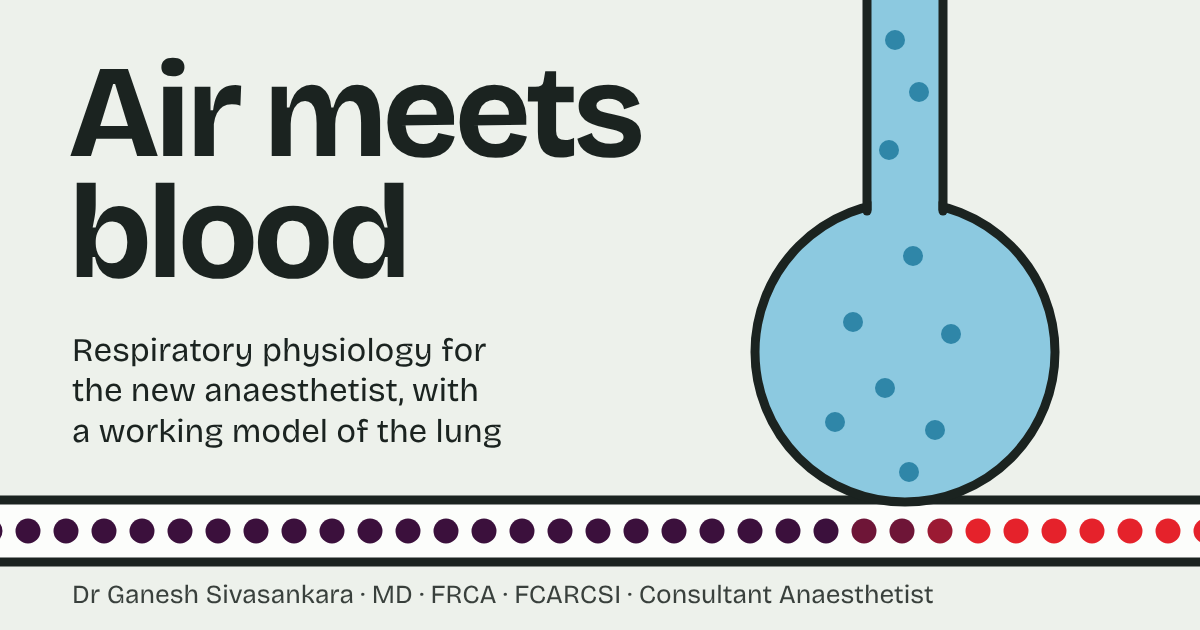 Air meets
blood
Respiratory physiology for
the new anaesthetist, with
a working model of the lung
Dr Ganesh Sivasankara · MD · FRCA · FCARCSI · Consultant Anaesthetist